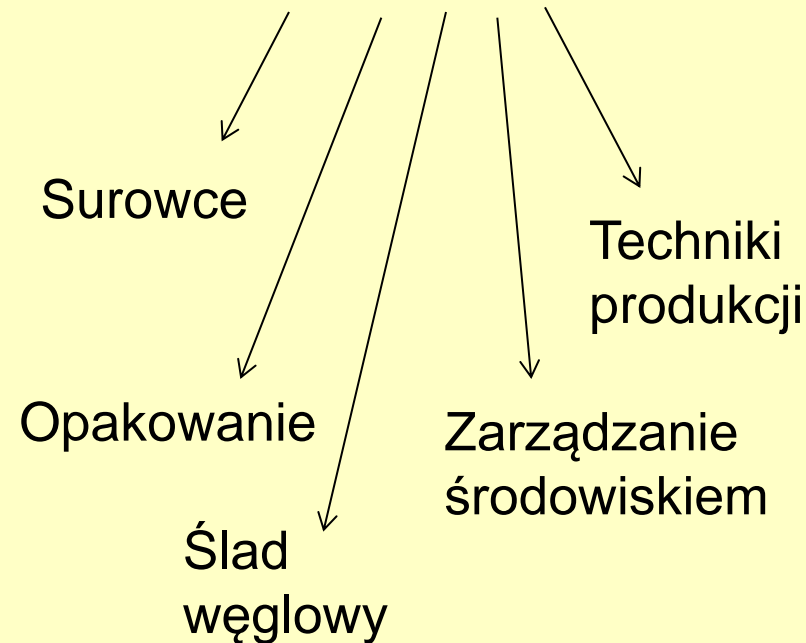 Surowce
Techniki
produkcji
Opakowanie
Zarządzanie
środowiskiem
Ślad
węglowy